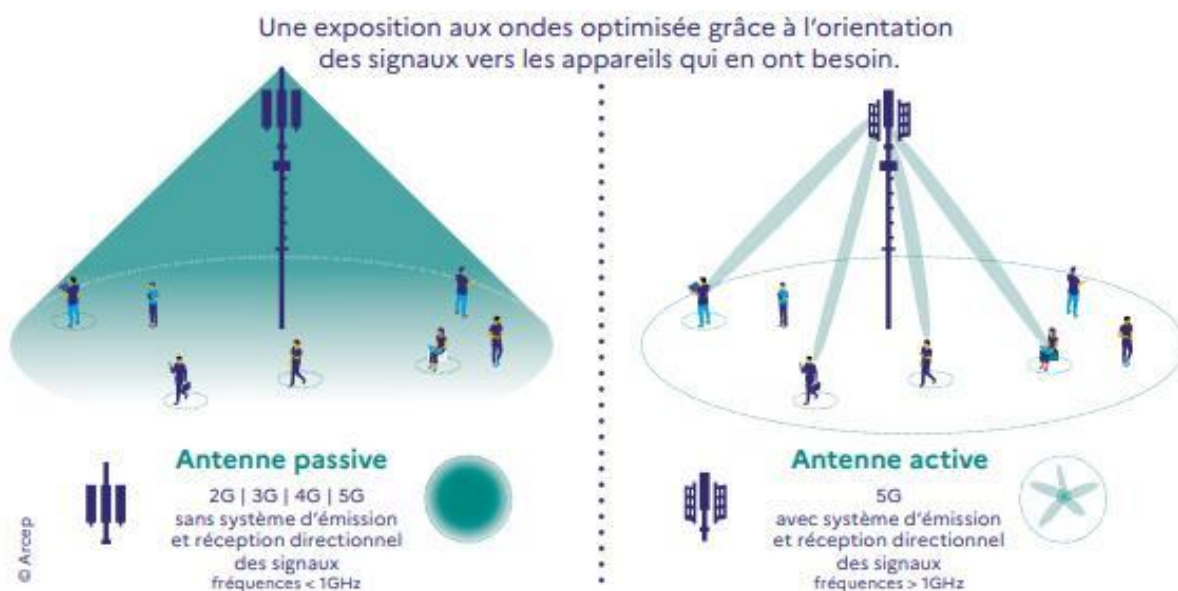 Une exposition aux ondes optimisée grâce à l'orientation
des signaux vers les appareils qui en ont besoin.
Antenne passive
2G | 3G | 4G | 5G
sans système d'émission
et réception directionnel
des signaux
fréquences < 1GHz
Antenne active
5G
avec système d'émission
et réception directionnel
des signaux
fréquences > 1GHz
© Arcep